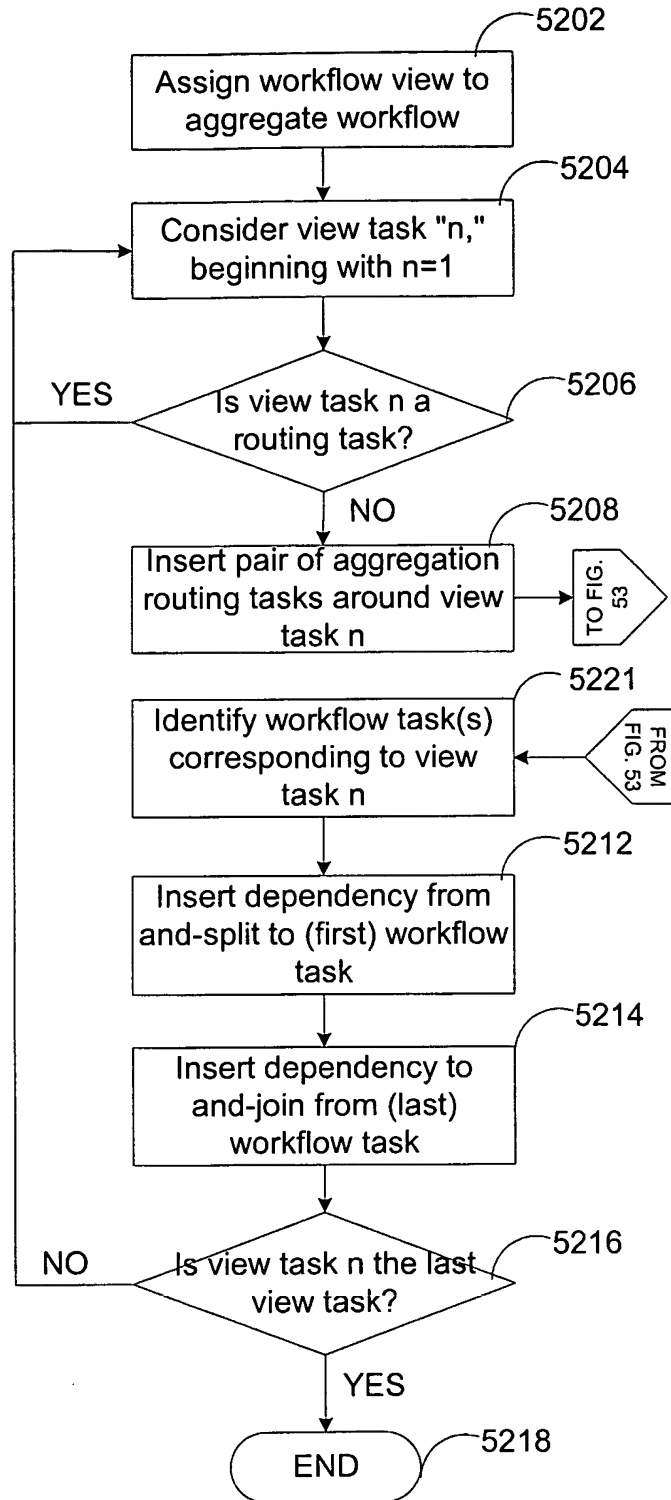 5202
Assign workflow view to
aggregate workflow
5204
Consider view task "n,"
beginning with n=1
YES
5206
Is view task n a
routing task?
NO
5208
Insert pair of aggregation
routing tasks around view
task n
TO FIG.
53
5221
Identify workflow task(s)
corresponding to view
task n
FROM
FIG. 53
5212
Insert dependency from
and-split to (first) workflow
task
5214
Insert dependency to
and-join from (last)
workflow task
NO
5216
Is view task n the last
view task?
YES
5218
END